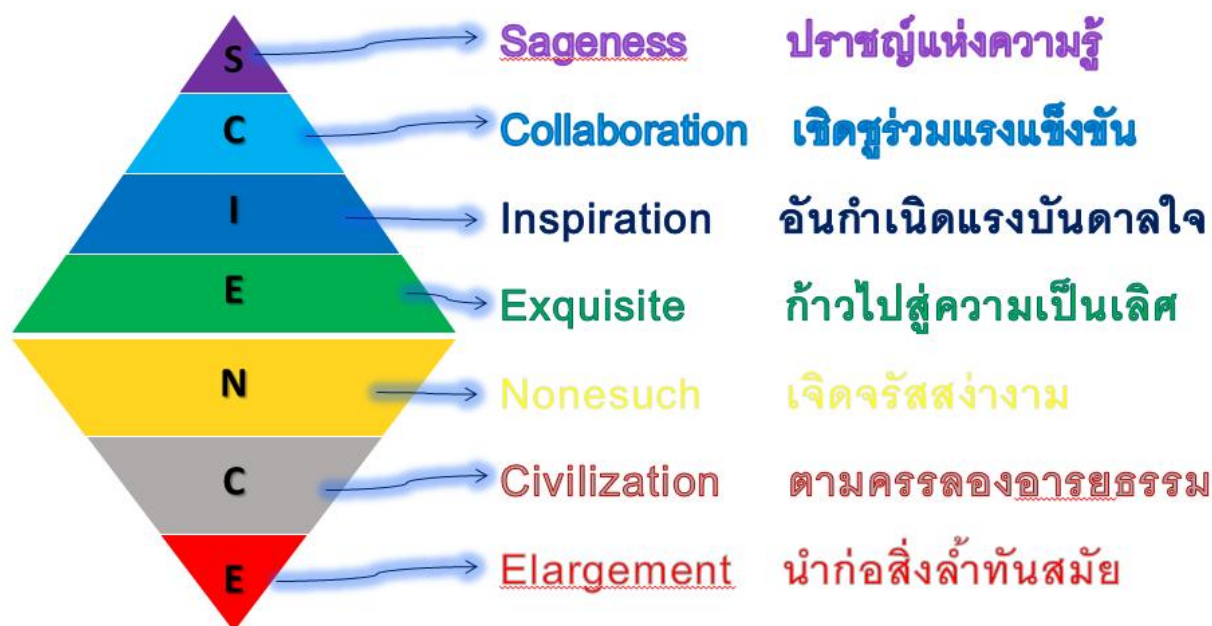 S Sageness ปราชญ์แห่งความรู้
C Collaboration เชิดชูร่วมแรงแข็งขัน
I Inspiration อันกำเนิดแรงบันดาลใจ
E Exquisite ก้าวไปสู่ความเป็นเลิศ
N Nonesuch เจิดจรัสสง่างาม
C Civilization ตามครรลองอารยธรรม
E Elargement นำก่อสิ่งล้ำทันสมัย